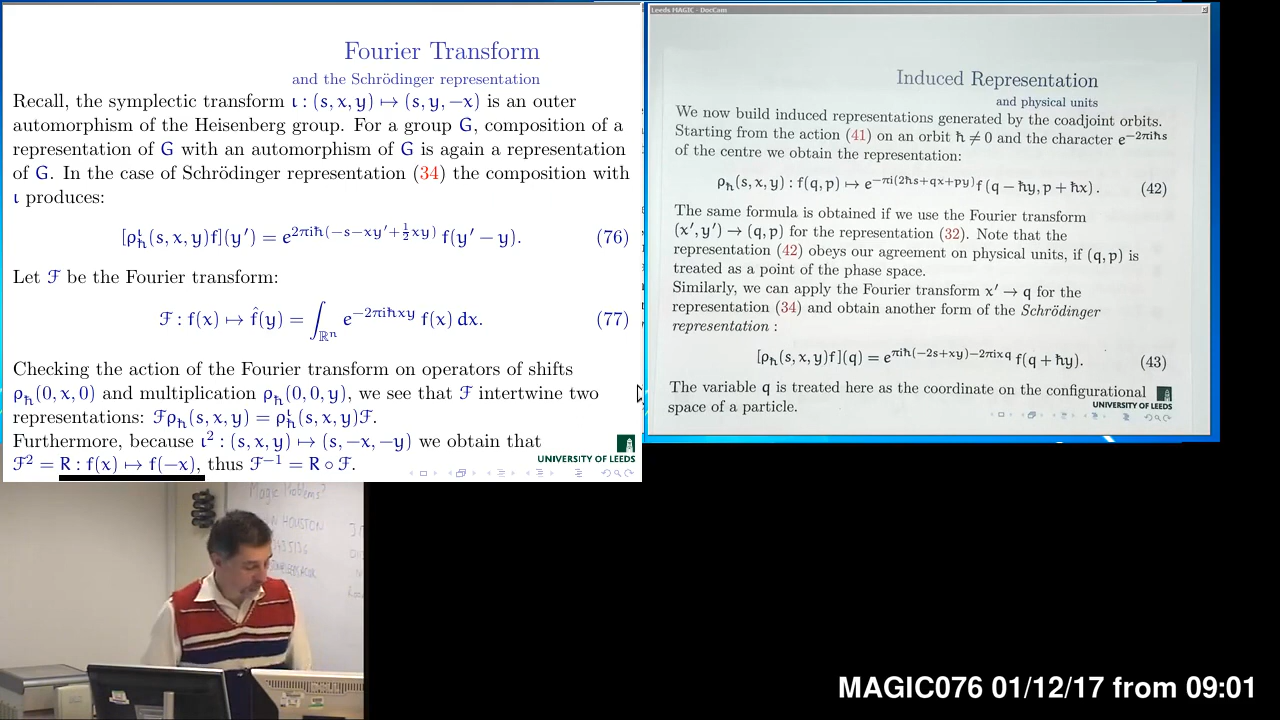 Fourier Transform
and the Schrödinger representation
Recall, the symplectic transform ι : (s, x, y) ↦ (s, y, −x) is an outer
automorphism of the Heisenberg group. For a group G, composition of a
representation of G with an automorphism of G is again a representation
of G. In the case of Schrödinger representation (34) the composition with
ι produces:
[ρ^ι_ħ(s, x, y)f](y′) = e^{2πiħ(−s−xy′+½xy)} f(y′ − y). (76)
Let ℱ be the Fourier transform:
ℱ : f(x) ↦ f̂(y) = ∫_{ℝⁿ} e^{−2πiħxy} f(x) dx. (77)
Checking the action of the Fourier transform on operators of shifts
ρ_ħ(0, x, 0) and multiplication ρ_ħ(0, 0, y), we see that ℱ intertwine two
representations: ℱρ_ħ(s, x, y) = ρ^ι_ħ(s, x, y)ℱ.
Furthermore, because ι² : (s, x, y) ↦ (s, −x, −y) we obtain that
ℱ² = R : f(x) ↦ f(−x), thus ℱ⁻¹ = R ∘ ℱ.
UNIVERSITY OF LEEDS
Leeds MAGIC - DocCam
Induced Representation
and physical units
We now build induced representations generated by the coadjoint orbits.
Starting from the action (41) on an orbit ħ ≠ 0 and the character e^{−2πiħs}
of the centre we obtain the representation:
ρ_ħ(s, x, y) : f(q, p) ↦ e^{−πi(2ħs+qx+py)} f (q − ħy, p + ħx) . (42)
The same formula is obtained if we use the Fourier transform
(x′, y′) → (q, p) for the representation (32). Note that the
representation (42) obeys our agreement on physical units, if (q, p) is
treated as a point of the phase space.
Similarly, we can apply the Fourier transform x′ → q for the
representation (34) and obtain another form of the Schrödinger
representation :
[ρ_ħ(s, x, y)f](q) = e^{πiħ(−2s+xy)−2πixq} f(q + ħy). (43)
The variable q is treated here as the coordinate on the configurational
space of a particle.
UNIVERSITY OF LEEDS
Magic Problems?
HOUSTON
MAGIC076 01/12/17 from 09:01